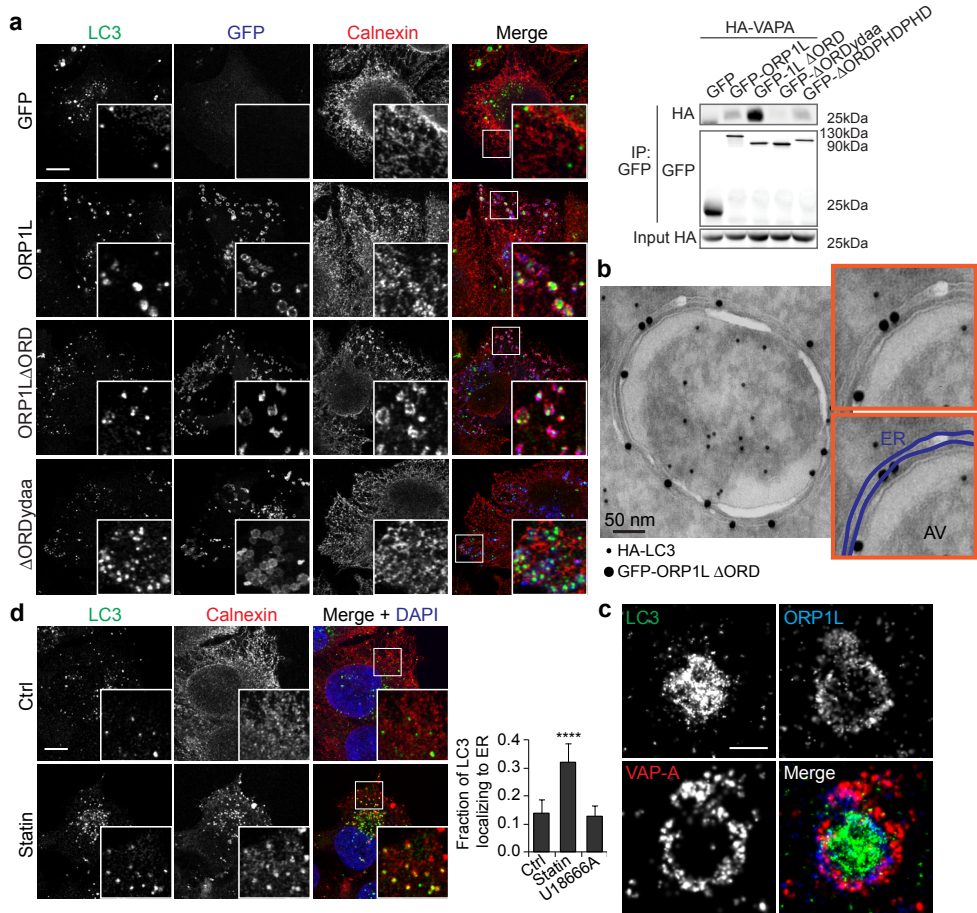 a
LC3
GFP
Calnexin
Merge
GFP
ORP1L
ORP1LΔORD
ΔORDydaa
HA-VAPA
GFP
GFP-ORP1L
GFP-1L ΔORD
GFP-ΔORDydaa
GFP-ΔORDPHDPHD
HA
25kDa
130kDa
90kDa
IP:
GFP
GFP
25kDa
Input HA
25kDa
b
ER
AV
50 nm
HA-LC3
GFP-ORP1L ΔORD
d
LC3
Calnexin
Merge + DAPI
Ctrl
Statin
Fraction of LC3
localizing to ER
0.4
0.3
0.2
0.1
0.0
****
Ctrl
Statin
U18666A
c
LC3
ORP1L
VAP-A
Merge